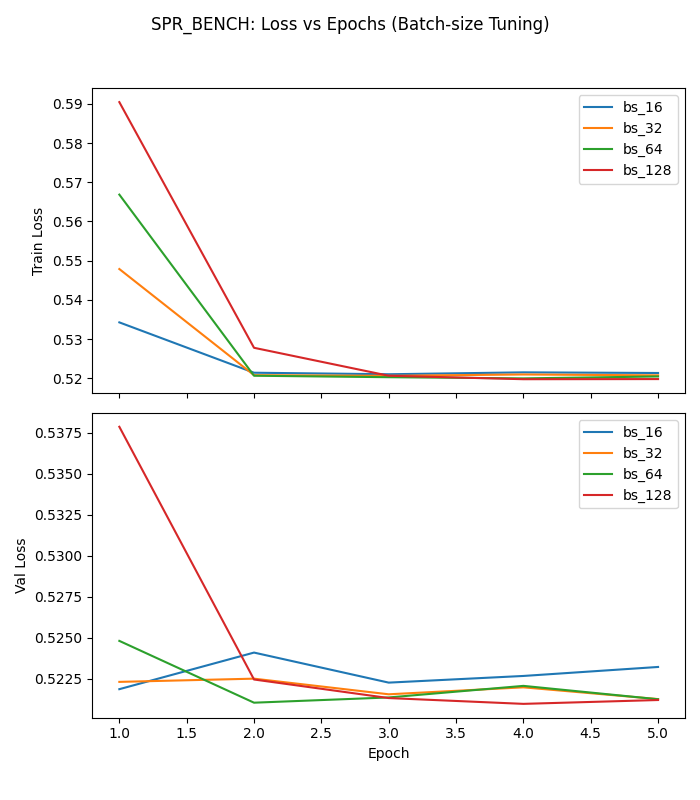 SPR_BENCH: Loss vs Epochs (Batch-size Tuning)
0.59
0.58
0.57
0.56
0.55
0.54
0.53
0.52
Train Loss
bs_16
bs_32
bs_64
bs_128
0.5375
0.5350
0.5325
0.5300
0.5275
0.5250
0.5225
Val Loss
bs_16
bs_32
bs_64
bs_128
1.0 1.5 2.0 2.5 3.0 3.5 4.0 4.5 5.0
Epoch